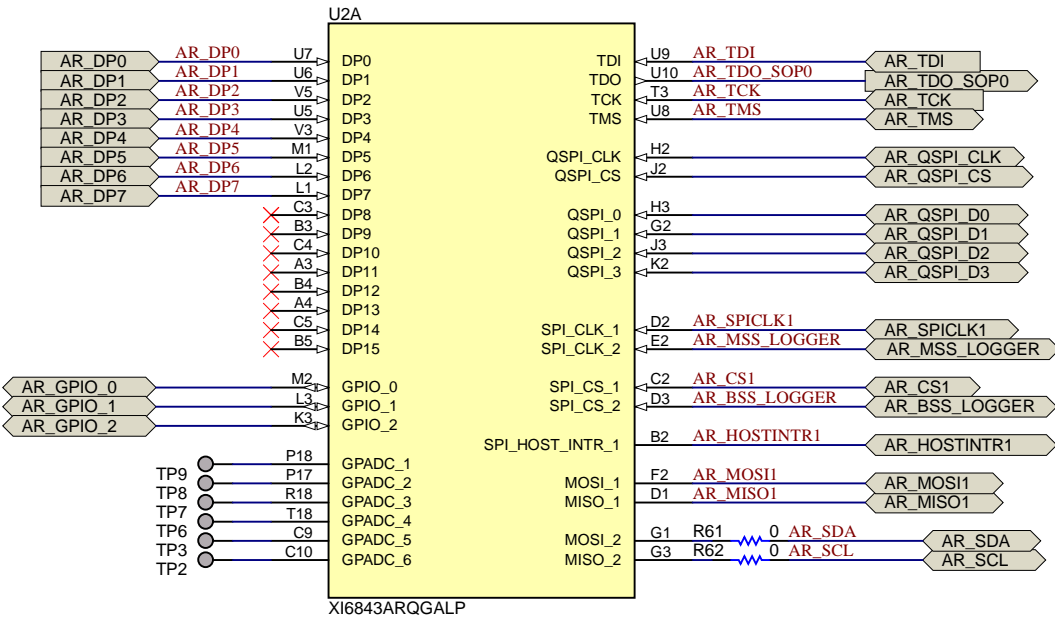 U2A
AR_DP0 AR_DP0 U7 DP0 TDI U9 AR_TDI AR_TDI
AR_DP1 AR_DP1 U6 DP1 TDO U10 AR_TDO_SOP0 AR_TDO_SOP0
AR_DP2 AR_DP2 V5 DP2 TCK T3 AR_TCK AR_TCK
AR_DP3 AR_DP3 U5 DP3 TMS U8 AR_TMS AR_TMS
AR_DP4 AR_DP4 V3 DP4
AR_DP5 AR_DP5 M1 DP5 QSPI_CLK H2 AR_QSPI_CLK
AR_DP6 AR_DP6 L2 DP6 QSPI_CS J2 AR_QSPI_CS
AR_DP7 AR_DP7 L1 DP7
C3 DP8 QSPI_0 H3 AR_QSPI_D0
B3 DP9 QSPI_1 G2 AR_QSPI_D1
C4 DP10 QSPI_2 J3 AR_QSPI_D2
A3 DP11 QSPI_3 K2 AR_QSPI_D3
B4 DP12
A4 DP13
C5 DP14 SPI_CLK_1 D2 AR_SPICLK1 AR_SPICLK1
B5 DP15 SPI_CLK_2 E2 AR_MSS_LOGGER AR_MSS_LOGGER
AR_GPIO_0 M2 GPIO_0 SPI_CS_1 C2 AR_CS1 AR_CS1
AR_GPIO_1 L3 GPIO_1 SPI_CS_2 D3 AR_BSS_LOGGER AR_BSS_LOGGER
AR_GPIO_2 K3 GPIO_2
SPI_HOST_INTR_1 B2 AR_HOSTINTR1 AR_HOSTINTR1
TP9 P18 GPADC_1
TP8 P17 GPADC_2 MOSI_1 F2 AR_MOSI1 AR_MOSI1
TP7 R18 GPADC_3 MISO_1 D1 AR_MISO1 AR_MISO1
TP6 T18 GPADC_4
TP3 C9 GPADC_5 MOSI_2 G1 R61 0 AR_SDA AR_SDA
TP2 C10 GPADC_6 MISO_2 G3 R62 0 AR_SCL AR_SCL
XI6843ARQGALP